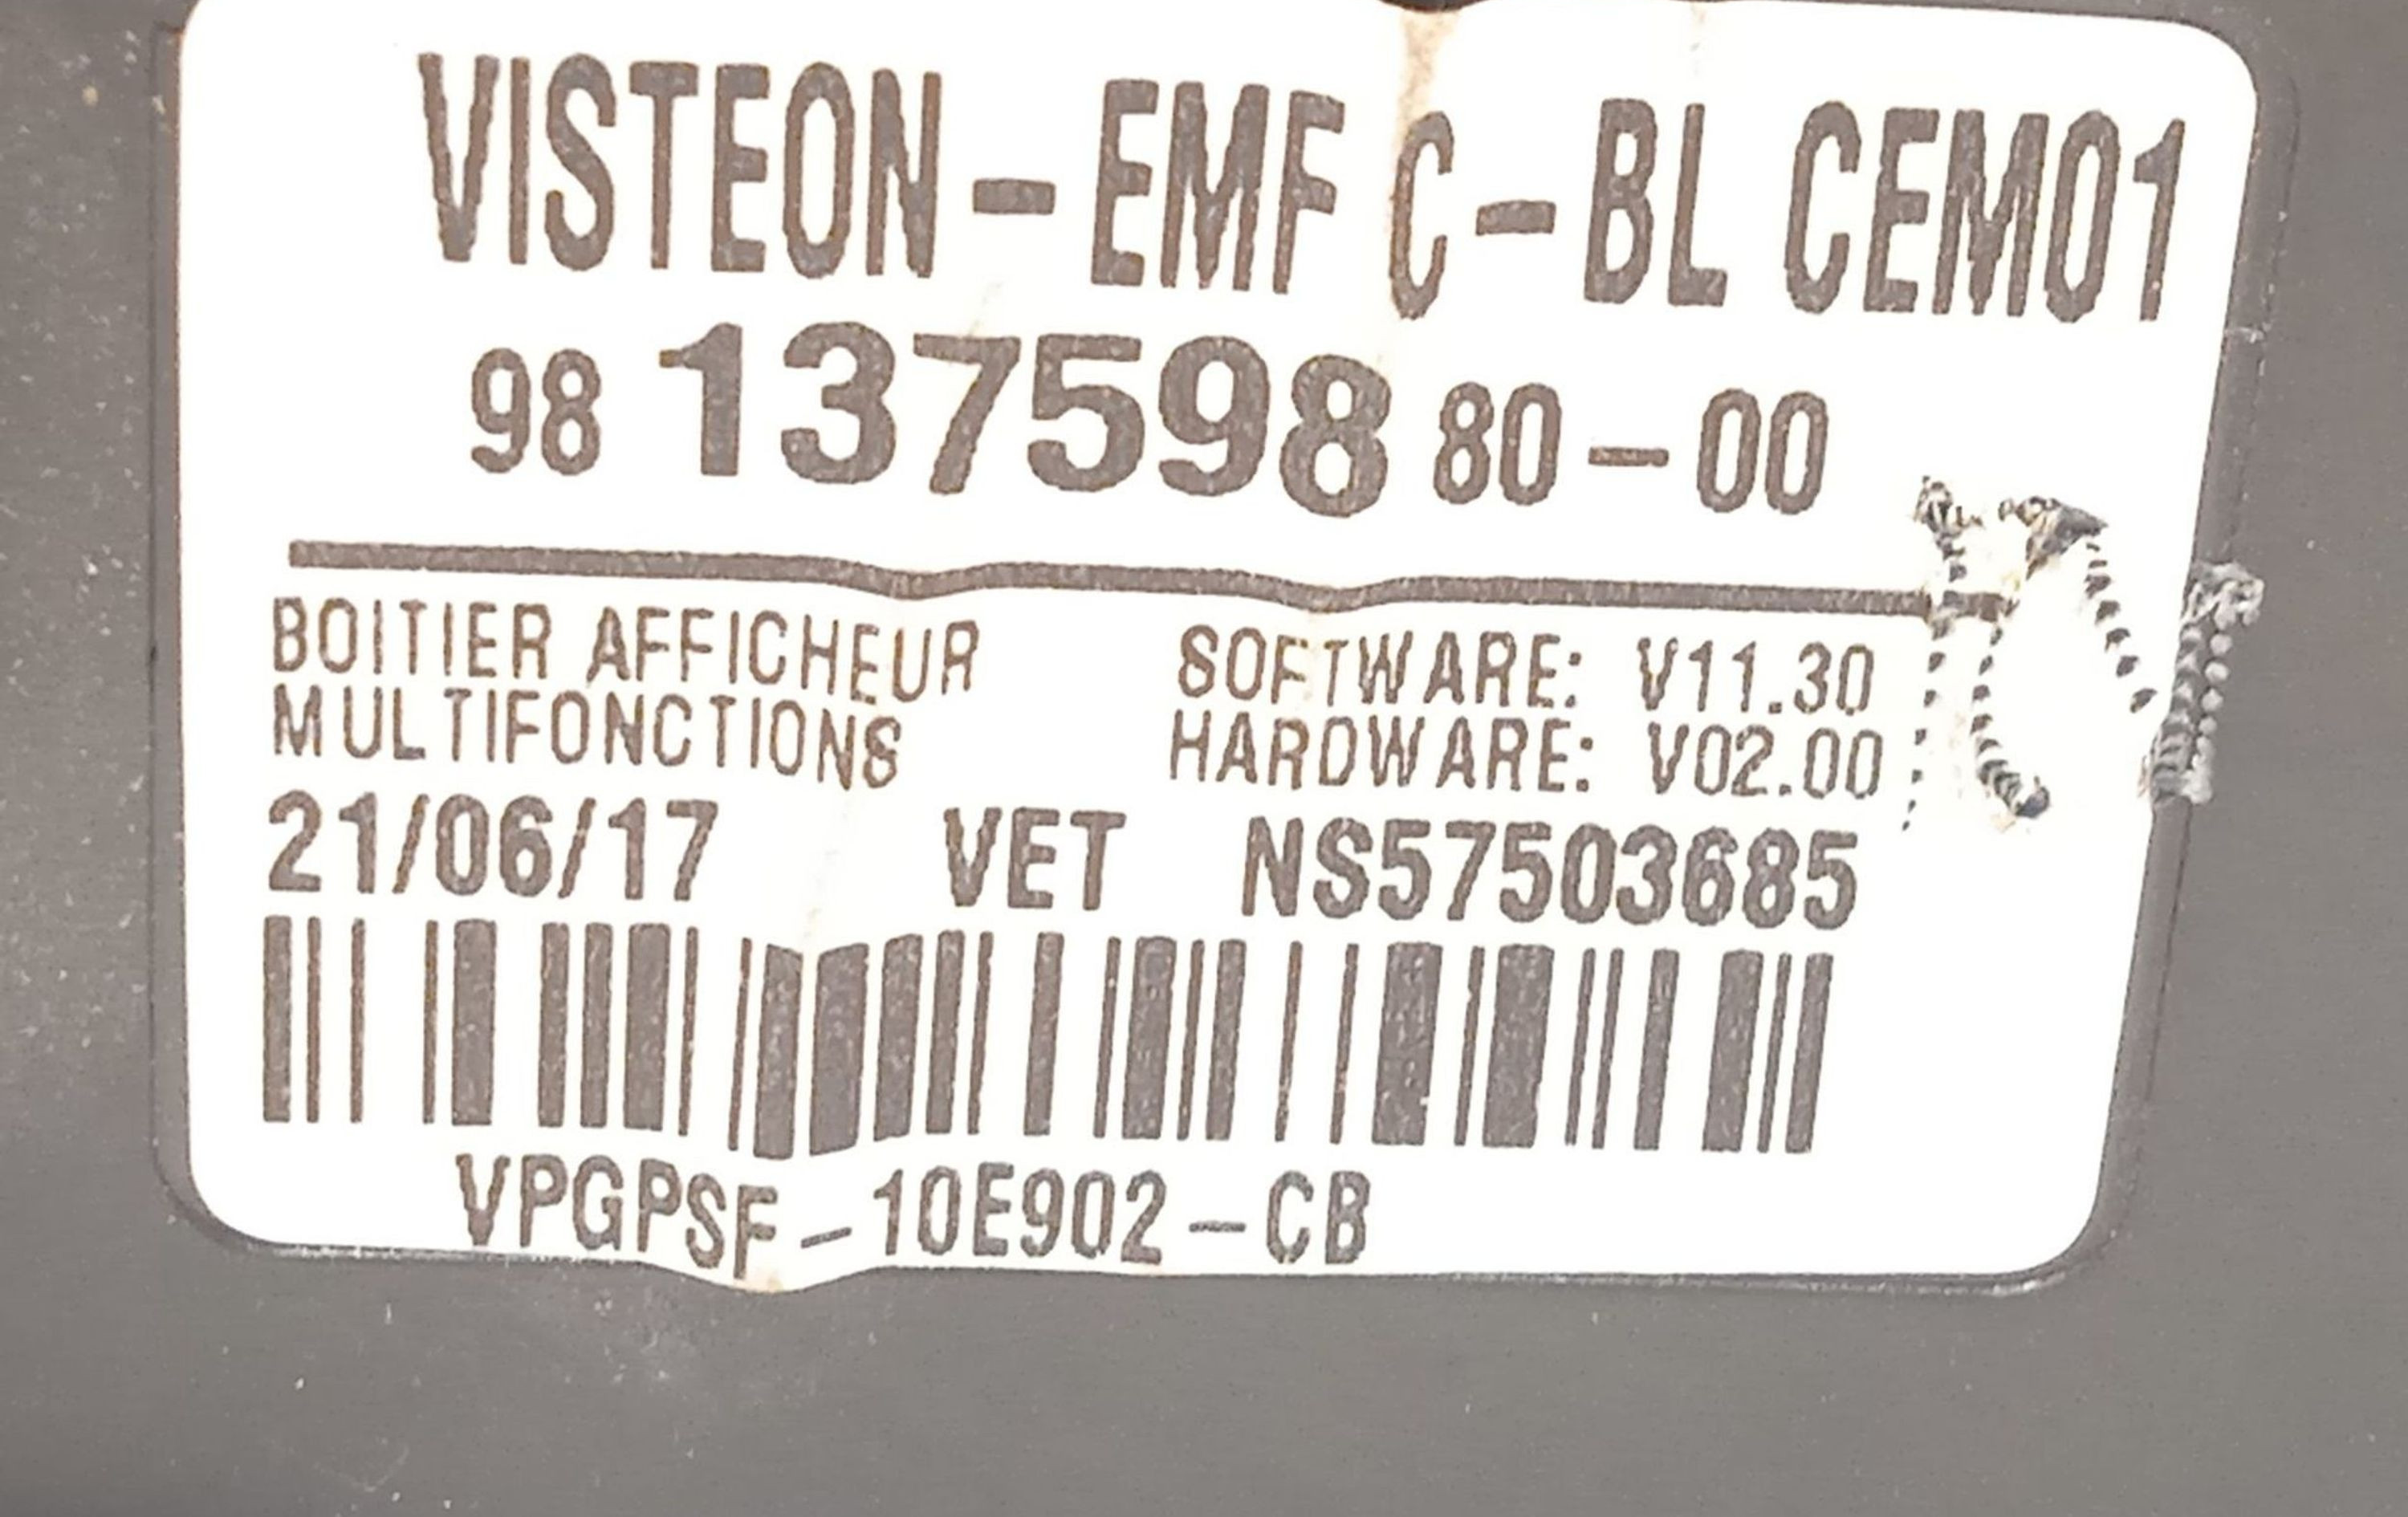 VISTEON-EMF C-BL CEM01
98 137598 80-00
BOITIER AFFICHEUR SOFTWARE: V11.30
MULTIFONCTIONS HARDWARE: V02.00
21/06/17 VET NS57503685
VPGPSF-10E902-CB